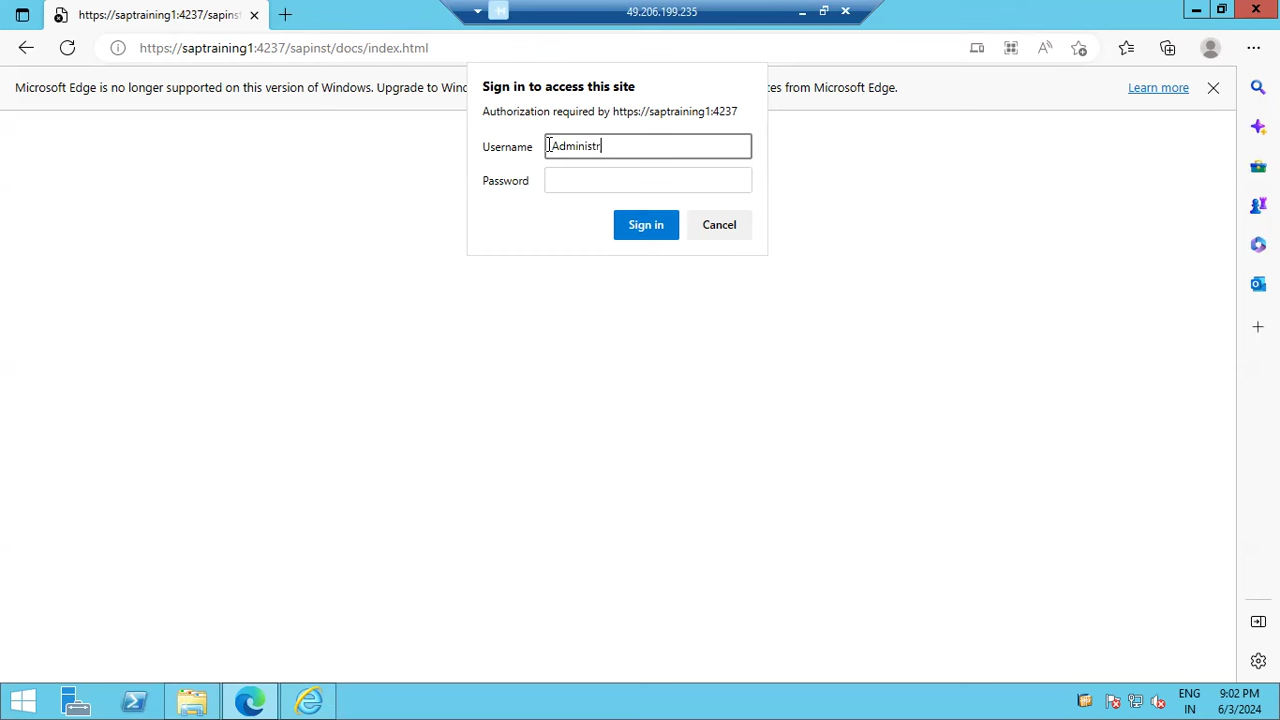 https://saptraining1:4237/sapinst
49.206.199.235
https://saptraining1:4237/sapinst/docs/index.html
Microsoft Edge is no longer supported on this version of Windows. Upgrade to Wind
es from Microsoft Edge.
Learn more
Sign in to access this site
Authorization required by https://saptraining1:4237
Username
Administr
Password
Sign in
Cancel
ENG
IN
9:02 PM
6/3/2024